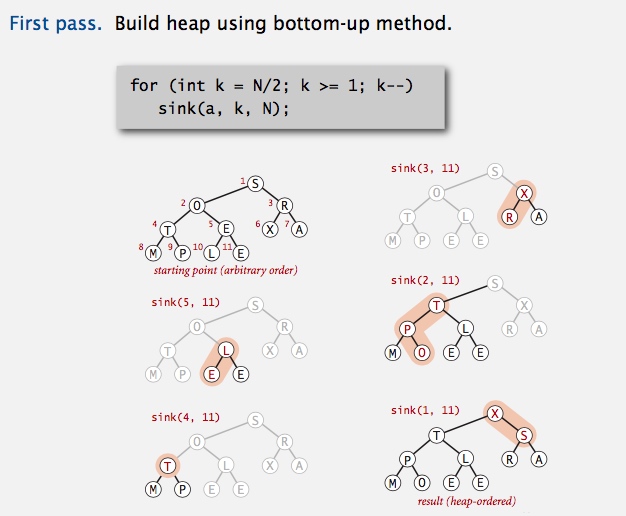 First pass. Build heap using bottom-up method.
for (int k = N/2; k >= 1; k--)
sink(a, k, N);
1 S
2 O 3 R
4 T 5 E 6 X 7 A
8 M 9 P 10 L 11 E
starting point (arbitrary order)
sink(5, 11)
S
O R
T L X A
M P E E
sink(4, 11)
S
O R
T L X A
M P E E
sink(3, 11)
S
O X
T L R A
M P E E
sink(2, 11)
S
T X
P L R A
M O E E
sink(1, 11)
X
T S
P L R A
M O E E
result (heap-ordered)